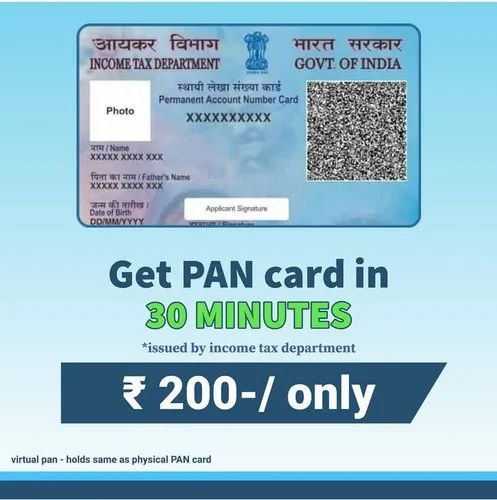 आयकर विभाग
भारत सरकार
INCOME TAX DEPARTMENT
GOVT. OF INDIA
स्थायी लेखा संख्या कार्ड
Permanent Account Number Card
XXXXXXXXXX
Photo
नाम / Name
XXXXX XXXX XXX
पिता का नाम / Father's Name
XXXXX XXXX XXX
जन्म की तारीख /
Date of Birth
DD/MM/YYYY
Applicant Signature
Get PAN card in
30 MINUTES
*issued by income tax department
₹ 200-/ only
virtual pan - holds same as physical PAN card